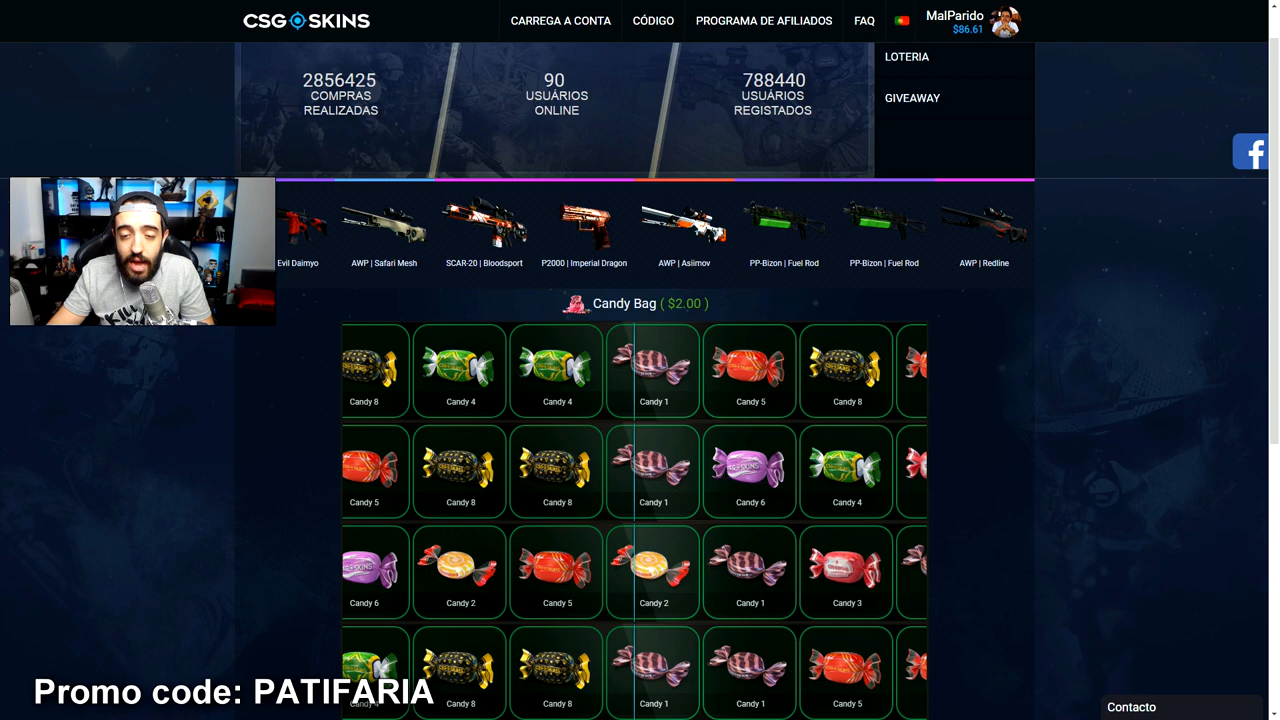 CSGOSKINS
CARREGA A CONTA
CÓDIGO
PROGRAMA DE AFILIADOS
FAQ
MalParido
$86.61
2856425
COMPRAS
REALIZADAS
90
USUÁRIOS
ONLINE
788440
USUÁRIOS
REGISTADOS
LOTERIA
GIVEAWAY
f
Evil Daimyo
AWP | Safari Mesh
SCAR-20 | Bloodsport
P2000 | Imperial Dragon
AWP | Asiimov
PP-Bizon | Fuel Rod
PP-Bizon | Fuel Rod
AWP | Redline
Candy Bag ( $2.00 )
Candy 8
Candy 4
Candy 4
Candy 1
Candy 5
Candy 8
Candy 5
Candy 8
Candy 8
Candy 1
Candy 6
Candy 4
Candy 6
Candy 2
Candy 5
Candy 2
Candy 1
Candy 3
Candy 4
Candy 8
Candy 8
Candy 1
Candy 1
Candy 5
Promo code: PATIFARIA
Contacto